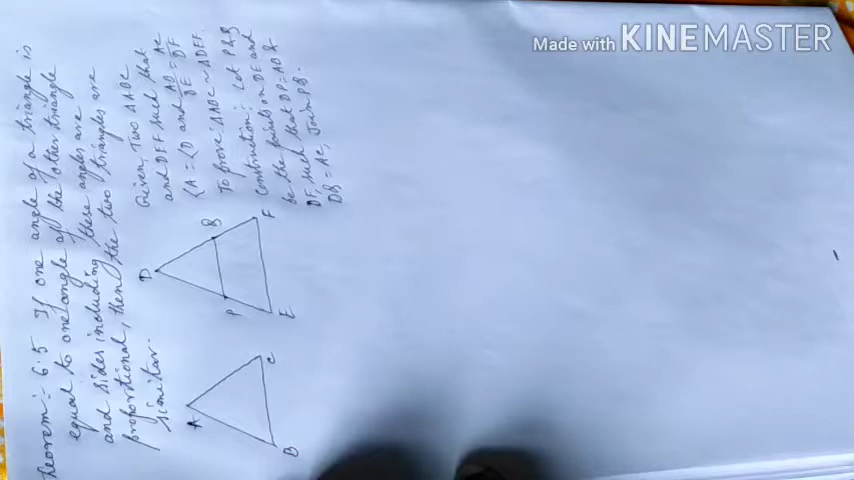 Theorem:- 6.5 If one angle of a triangle is
equal to one angle of the other triangle
and sides including these angles are
proportional, then the two triangles are
similar.
Given, Two ΔABC
and DEF such that
∠A = ∠D and AB/DE = AC/DF
To prove ΔABC ~ ΔDEF.
Construction: Let P & Q
be the points on DE and
DF, such that DP = AB &
DQ = AC, Join PQ.
A
B
C
D
P
Q
E
F
Made with KINEMASTER